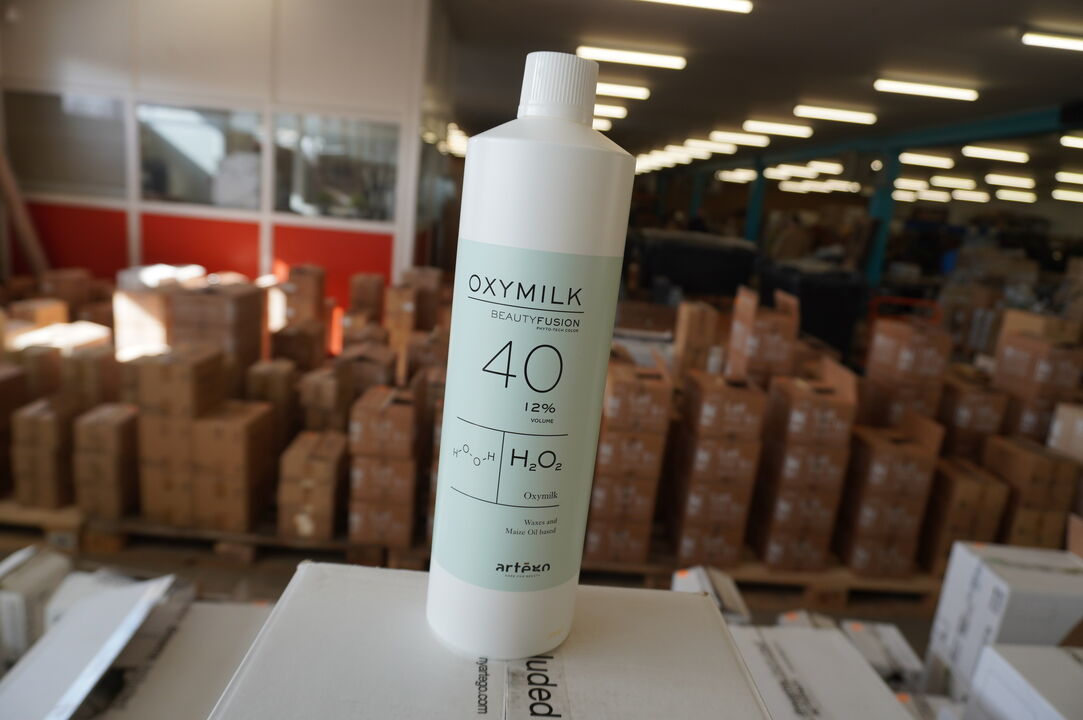 OXYMILK
BEAUTYFUSION
PHYTO-TECH COLOR
40
12%
VOLUME
H O O H
H₂O₂
Oxymilk
Waxes and
Maize Oil based
artègo
CARE FOR BEAUTY
nyartego.com
luded